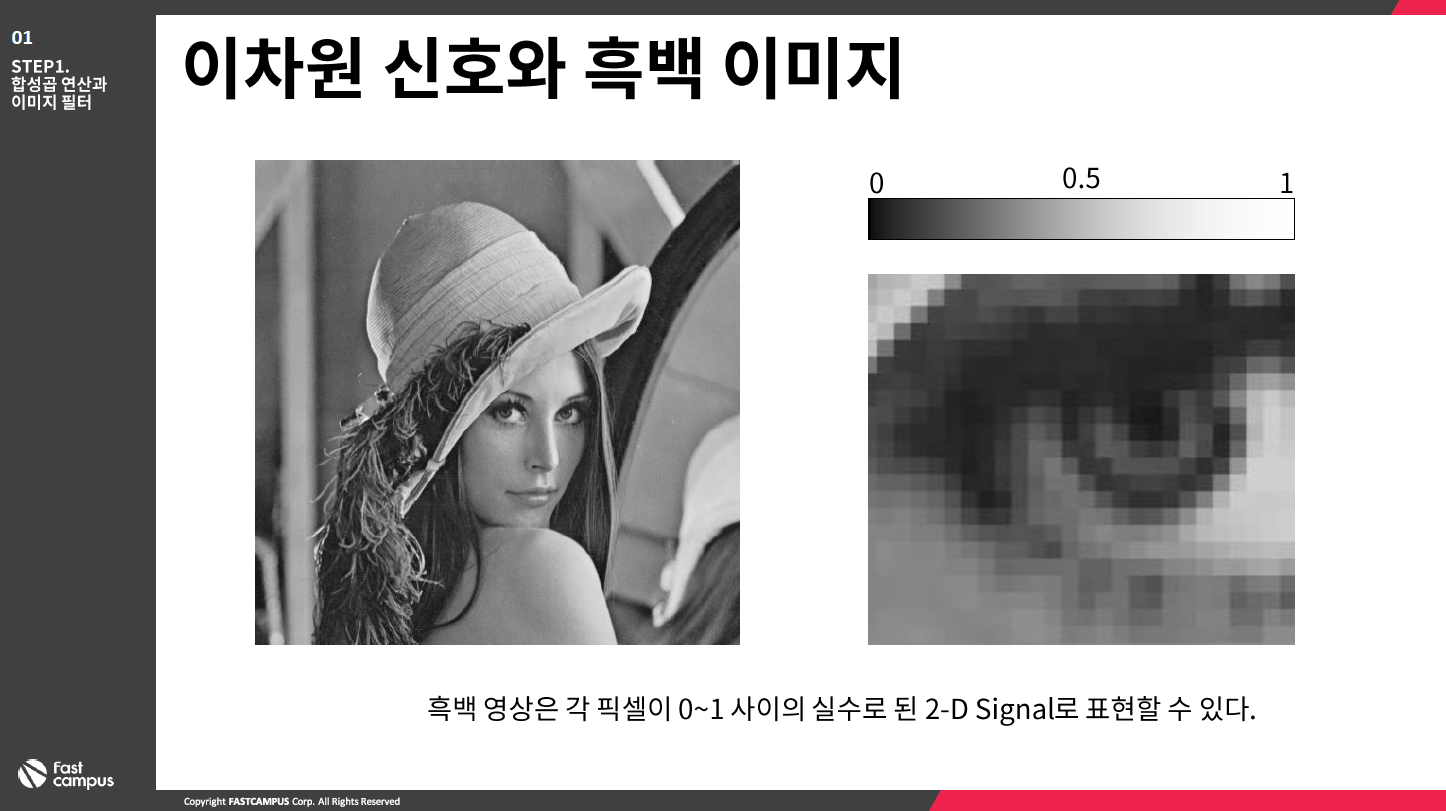 01
STEP1.
합성곱 연산과
이미지 필터
이차원 신호와 흑백 이미지
0 0.5 1
흑백 영상은 각 픽셀이 0~1 사이의 실수로 된 2-D Signal로 표현할 수 있다.
Fast
campus
Copyright FASTCAMPUS Corp. All Rights Reserved